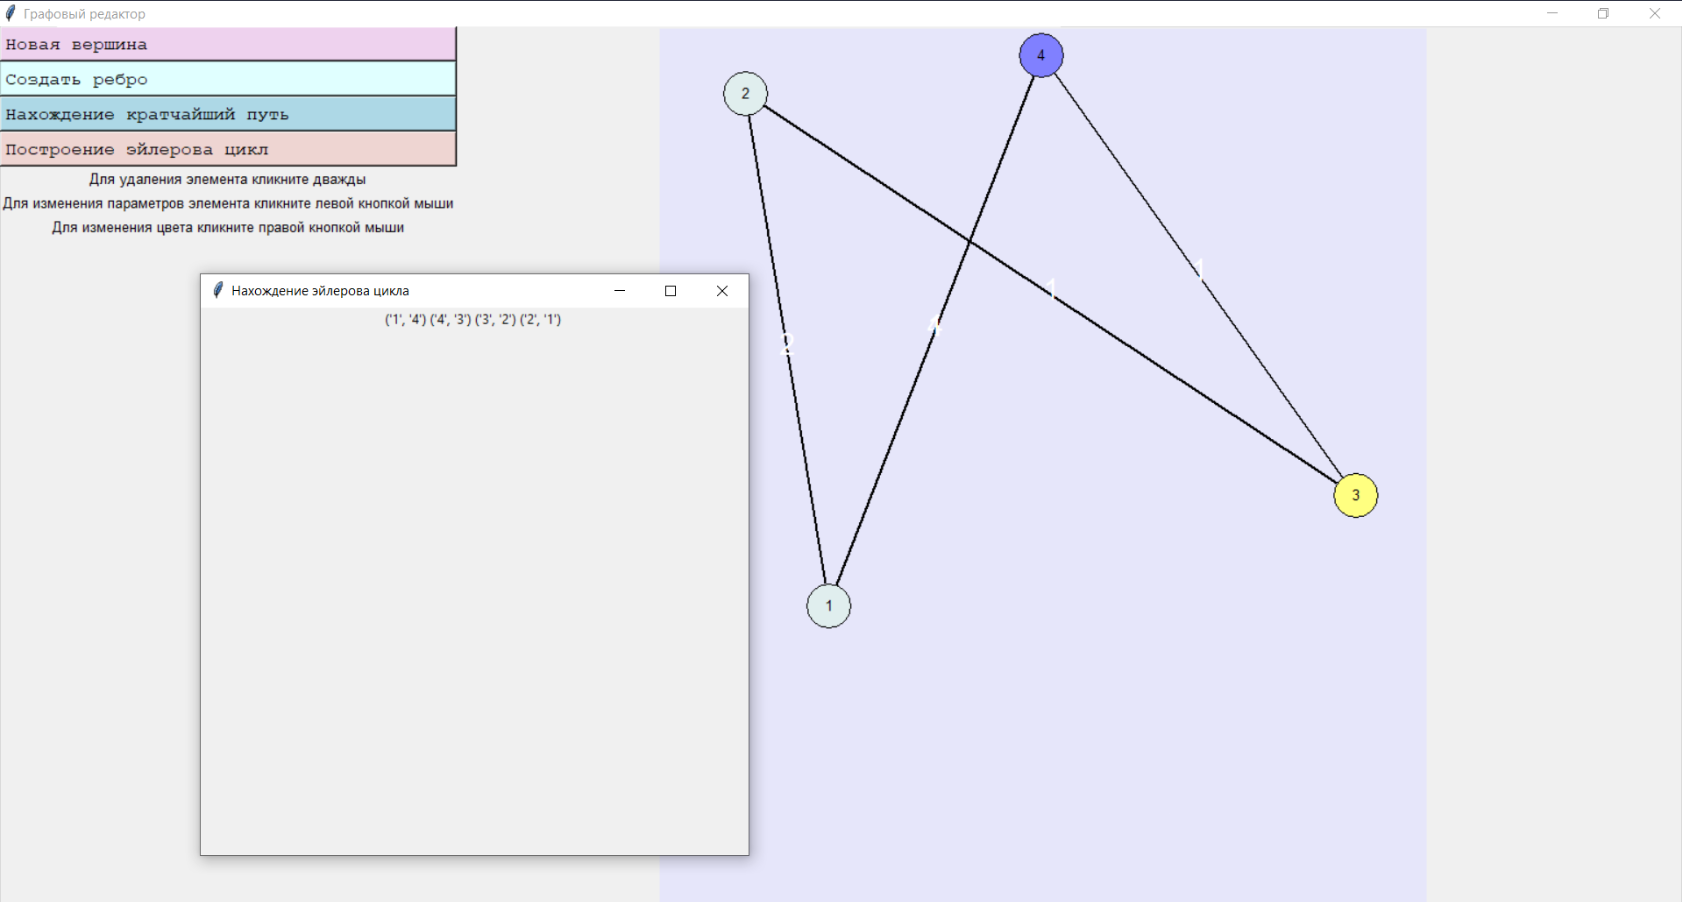 Графовый редактор
Новая вершина
Создать ребро
Нахождение кратчайший путь
Построение эйлерова цикл
Для удаления элемента кликните дважды
Для изменения параметров элемента кликните левой кнопкой мыши
Для изменения цвета кликните правой кнопкой мыши
Нахождение эйлерова цикла
('1', '4') ('4', '3') ('3', '2') ('2', '1')
4
2
1
1
2
3
1